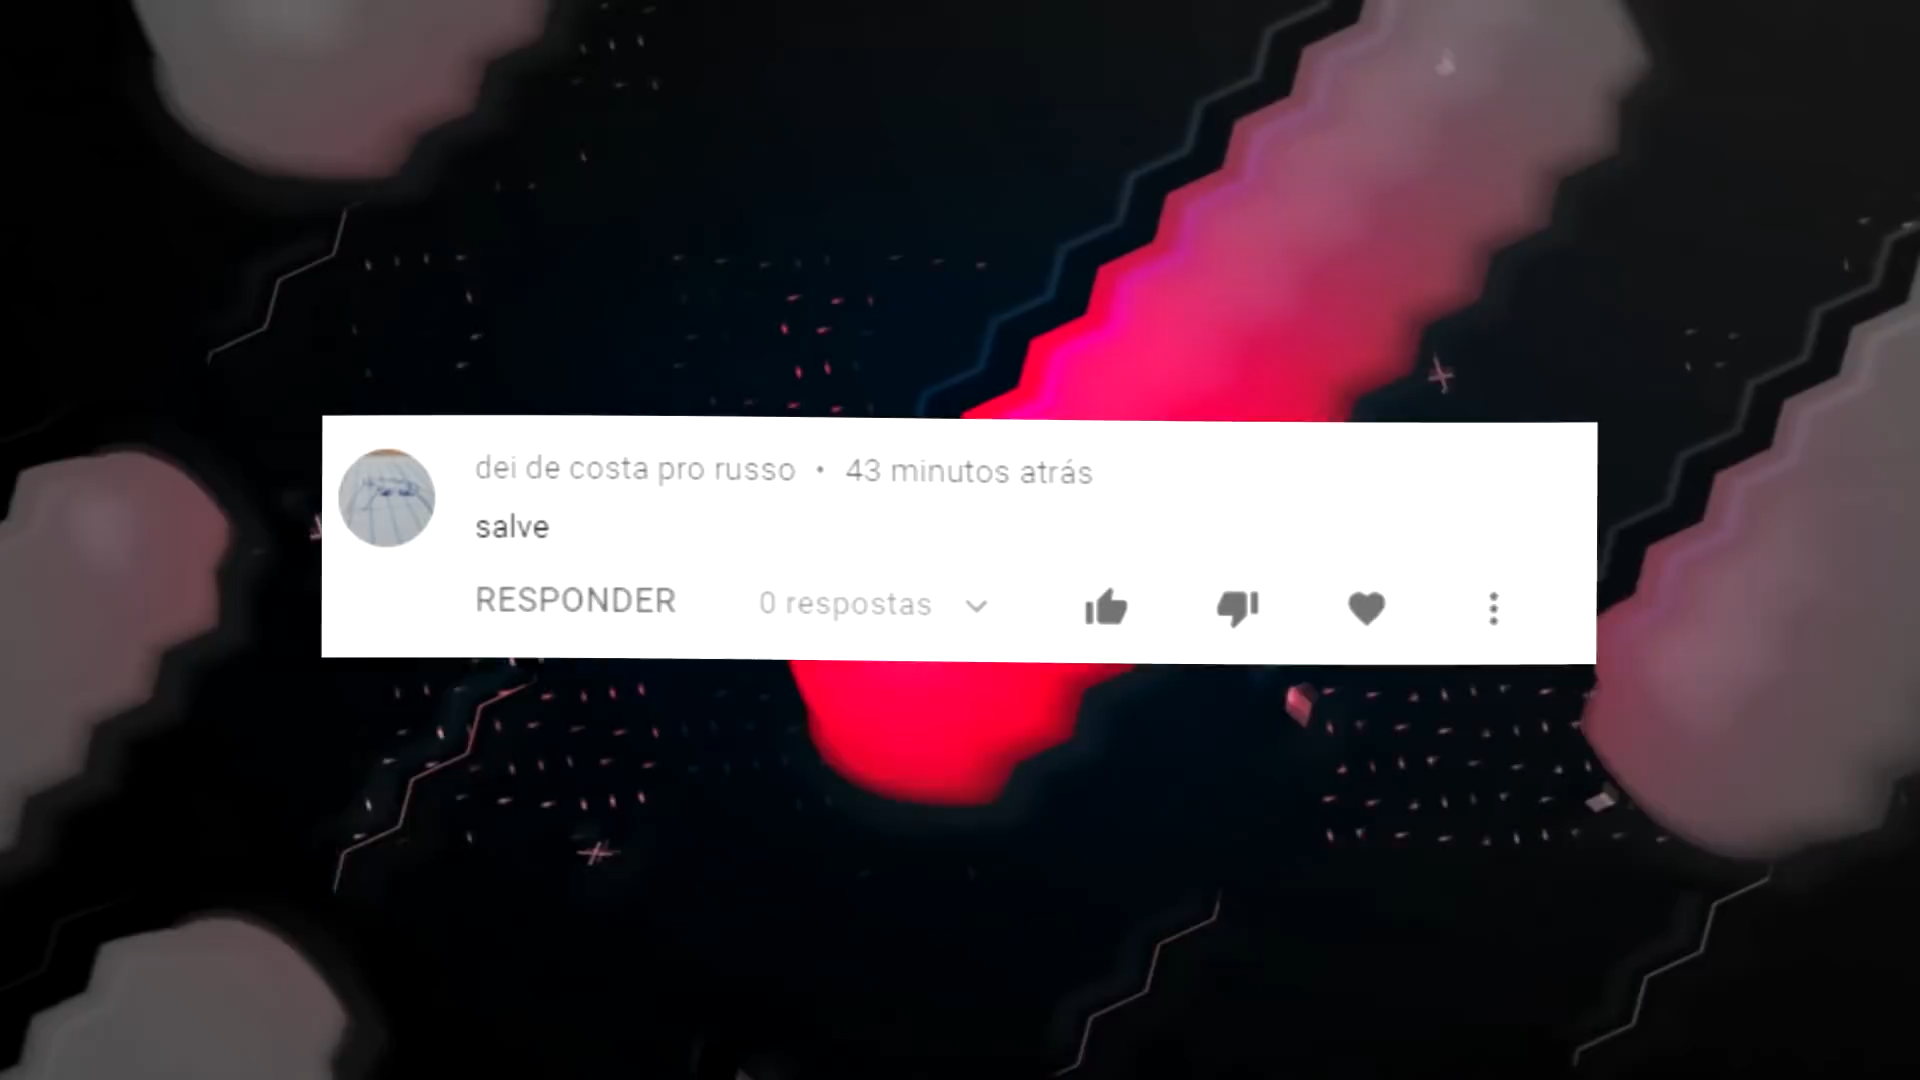 dei de costa pro russo • 43 minutos atrás
salve
RESPONDER 0 respostas